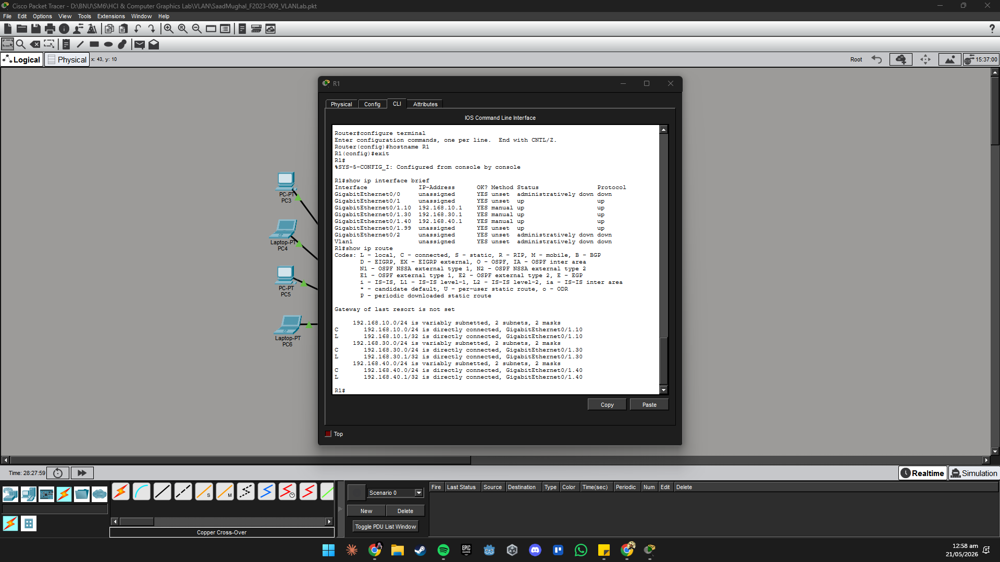 Cisco Packet Tracer - D:\BNU\SM6\HCI & Computer Graphics Lab\VLAN\SaadMughal_F2023-009_VLANLab.pkt
File Edit Options View Tools Extensions Window Help
Logical Physical x: 43, y: 10 Root 15:37:00
R1
Physical Config CLI Attributes
IOS Command Line Interface
Router#configure terminal
Enter configuration commands, one per line.  End with CNTL/Z.
Router(config)#hostname R1
R1(config)#exit
R1#
%SYS-5-CONFIG_I: Configured from console by console
R1#show ip interface brief
Interface              IP-Address      OK? Method Status                Protocol
GigabitEthernet0/0     unassigned      YES unset  administratively down down
GigabitEthernet0/1     unassigned      YES unset  up                    up
GigabitEthernet0/1.10  192.168.10.1    YES manual up                    up
GigabitEthernet0/1.30  192.168.30.1    YES manual up                    up
GigabitEthernet0/1.40  192.168.40.1    YES manual up                    up
GigabitEthernet0/1.99  unassigned      YES unset  up                    up
GigabitEthernet0/2     unassigned      YES unset  administratively down down
Vlan1                  unassigned      YES unset  administratively down down
R1#show ip route
Codes: L - local, C - connected, S - static, R - RIP, M - mobile, B - BGP
D - EIGRP, EX - EIGRP external, O - OSPF, IA - OSPF inter area
N1 - OSPF NSSA external type 1, N2 - OSPF NSSA external type 2
E1 - OSPF external type 1, E2 - OSPF external type 2, E - EGP
i - IS-IS, L1 - IS-IS level-1, L2 - IS-IS level-2, ia - IS-IS inter area
* - candidate default, U - per-user static route, o - ODR
P - periodic downloaded static route
Gateway of last resort is not set
192.168.10.0/24 is variably subnetted, 2 subnets, 2 masks
C       192.168.10.0/24 is directly connected, GigabitEthernet0/1.10
L       192.168.10.1/32 is directly connected, GigabitEthernet0/1.10
192.168.30.0/24 is variably subnetted, 2 subnets, 2 masks
C       192.168.30.0/24 is directly connected, GigabitEthernet0/1.30
L       192.168.30.1/32 is directly connected, GigabitEthernet0/1.30
192.168.40.0/24 is variably subnetted, 2 subnets, 2 masks
C       192.168.40.0/24 is directly connected, GigabitEthernet0/1.40
L       192.168.40.1/32 is directly connected, GigabitEthernet0/1.40
R1#
Copy Paste
Top
PC-PT
PC3
Laptop-PT
PC4
PC-PT
PC5
Laptop-PT
PC6
Time: 28:27:59 Realtime Simulation
Scenario 0
New Delete
Toggle PDU List Window
Fire Last Status Source Destination Type Color Time(sec) Periodic Num Edit Delete
S M
Copper Cross-Over
EPIC GAMES
12:58 am
21/05/2026